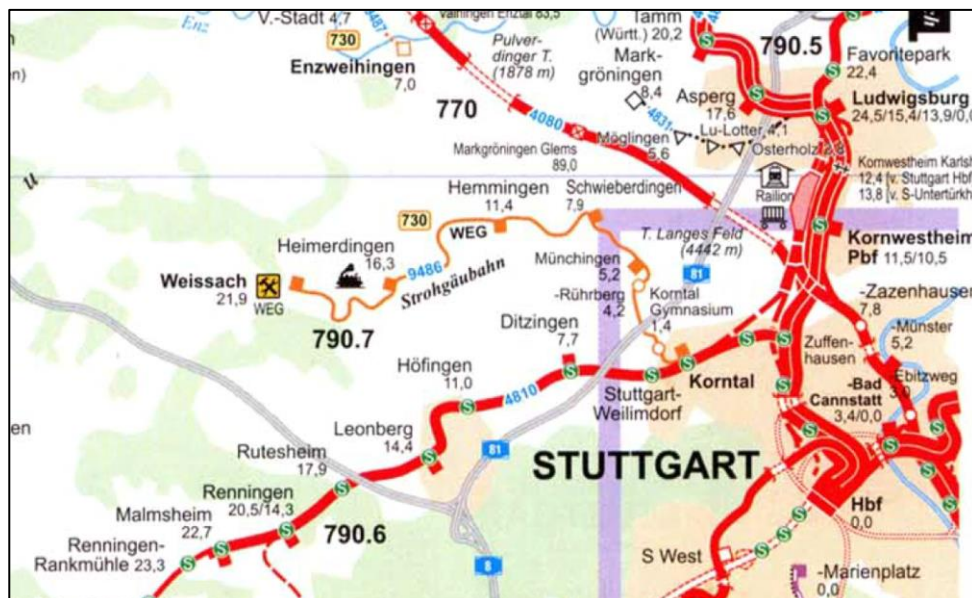 V.-Stadt 4,7
9487
Vaihingen Enztal 83,5
Tamm
(Württ.) 20,2
790.5
Enz
730
Enzweihingen
7,0
Pulver-
dinger T.
(1878 m)
Mark-
gröningen
8,4
Favoritepark
22,4
770
4080
4831
Asperg
17,6
Ludwigsburg
24,5/15,4/13,9/0,0
Lu-Lotter 4,1
Möglingen
5,6
Osterholz
Markgröningen Glems
89,0
Kornwestheim Karlsh
12,4 [v. Stuttgart Hbf
13,8 [v. S-Untertürkh
Railion
u
Hemmingen
11,4
Schwieberdingen
7,9
730
WEG
T. Langes Feld
(4442 m)
Kornwestheim
Pbf 11,5/10,5
Heimerdingen
16,3
9486
Strohgäubahn
Münchingen
5,2
81
Weissach
21,9
WEG
-Rührberg
4,2
Korntal
Gymnasium
1,4
-Zazenhausen
7,8
790.7
Ditzingen
7,7
Zuffen-
hausen
-Münster
5,2
Höfingen
11,0
4810
Korntal
Ebitzweg
3,0
Stuttgart-
Weilimdorf
-Bad
Cannstatt
3,4/0,0
Leonberg
14,4
81
Rutesheim
17,9
STUTTGART
Renningen
20,5/14,3
Hbf
0,0
Malmsheim
22,7
790.6
Renningen-
Rankmühle 23,3
8
S West
-Marienplatz
0,0